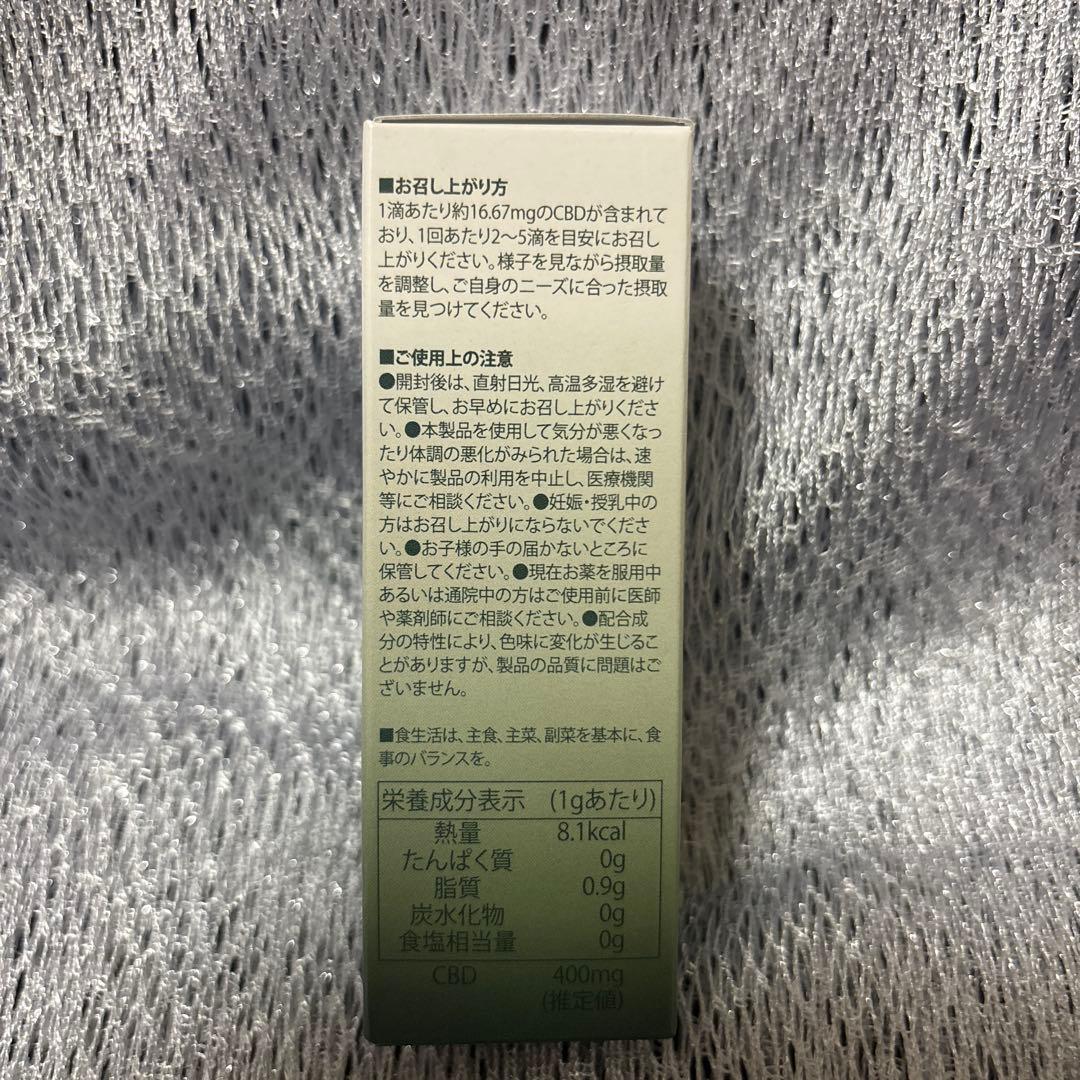 ■お召し上がり方
1滴あたり約16.67mgのCBDが含まれて
おり、1回あたり2〜5滴を目安にお召し
上がりください。様子を見ながら摂取量
を調整し、ご自身のニーズに合った摂取
量を見つけてください。
■ご使用上の注意
●開封後は、直射日光、高温多湿を避け
て保管し、お早めにお召し上がりくださ
い。●本製品を使用して気分が悪くなっ
たり体調の悪化がみられた場合は、速
やかに製品の利用を中止し、医療機関
等にご相談ください。●妊娠・授乳中の
方はお召し上がりにならないでくださ
い。●お子様の手の届かないところに
保管してください。●現在お薬を服用中
あるいは通院中の方はご使用前に医師
や薬剤師にご相談ください。●配合成
分の特性により、色味に変化が生じるこ
とがありますが、製品の品質に問題はご
ざいません。
■食生活は、主食、主菜、副菜を基本に、食
事のバランスを。
栄養成分表示 (1gあたり)
熱量 8.1kcal
たんぱく質 0g
脂質 0.9g
炭水化物 0g
食塩相当量 0g
CBD 400mg
(推定値)